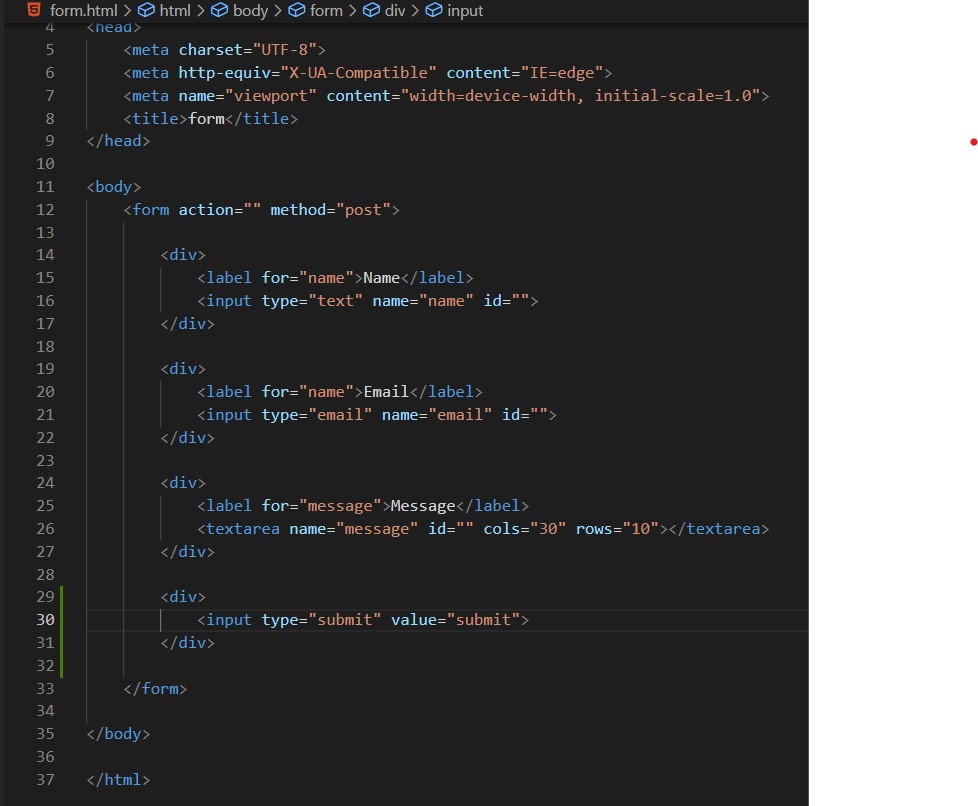 form.html > html > body > form > div > input
4 <head>
5 <meta charset="UTF-8">
6 <meta http-equiv="X-UA-Compatible" content="IE=edge">
7 <meta name="viewport" content="width=device-width, initial-scale=1.0">
8 <title>form</title>
9 </head>
10
11 <body>
12 <form action="" method="post">
13
14 <div>
15 <label for="name">Name</label>
16 <input type="text" name="name" id="">
17 </div>
18
19 <div>
20 <label for="name">Email</label>
21 <input type="email" name="email" id="">
22 </div>
23
24 <div>
25 <label for="message">Message</label>
26 <textarea name="message" id="" cols="30" rows="10"></textarea>
27 </div>
28
29 <div>
30 <input type="submit" value="submit">
31 </div>
32
33 </form>
34
35 </body>
36
37 </html>